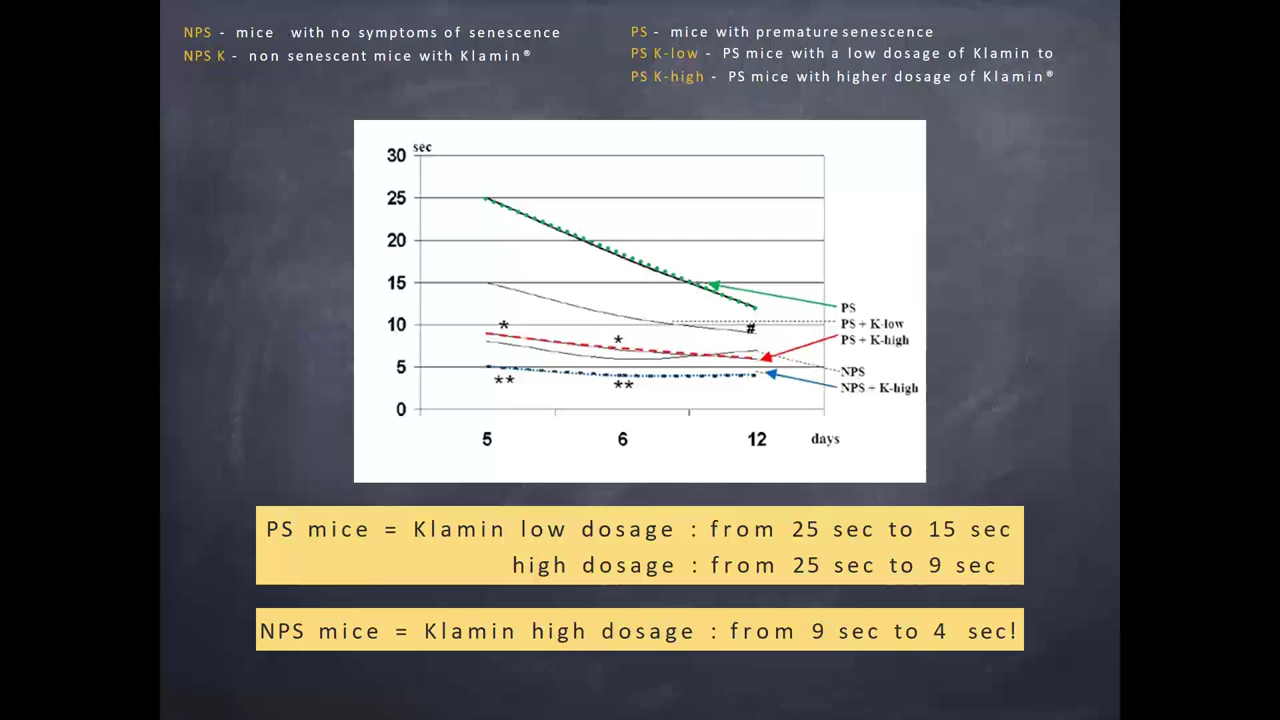 NPS - mice with no symptoms of senescence
NPS K - non senescent mice with Klamin®
PS - mice with premature senescence
PS K-low - PS mice with a low dosage of Klamin to
PS K-high - PS mice with higher dosage of Klamin®
sec
30
25
20
15
10
5
0
*
*
#
**
**
PS
PS + K-low
PS + K-high
NPS
NPS + K-high
5 6 12 days
PS mice = Klamin low dosage : from 25 sec to 15 sec
high dosage : from 25 sec to 9 sec
NPS mice = Klamin high dosage : from 9 sec to 4 sec!